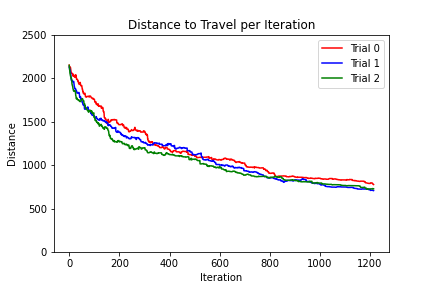 Distance to Travel per Iteration
2500
2000
1500
1000
500
0
Distance
0 200 400 600 800 1000 1200
Iteration
Trial 0
Trial 1
Trial 2